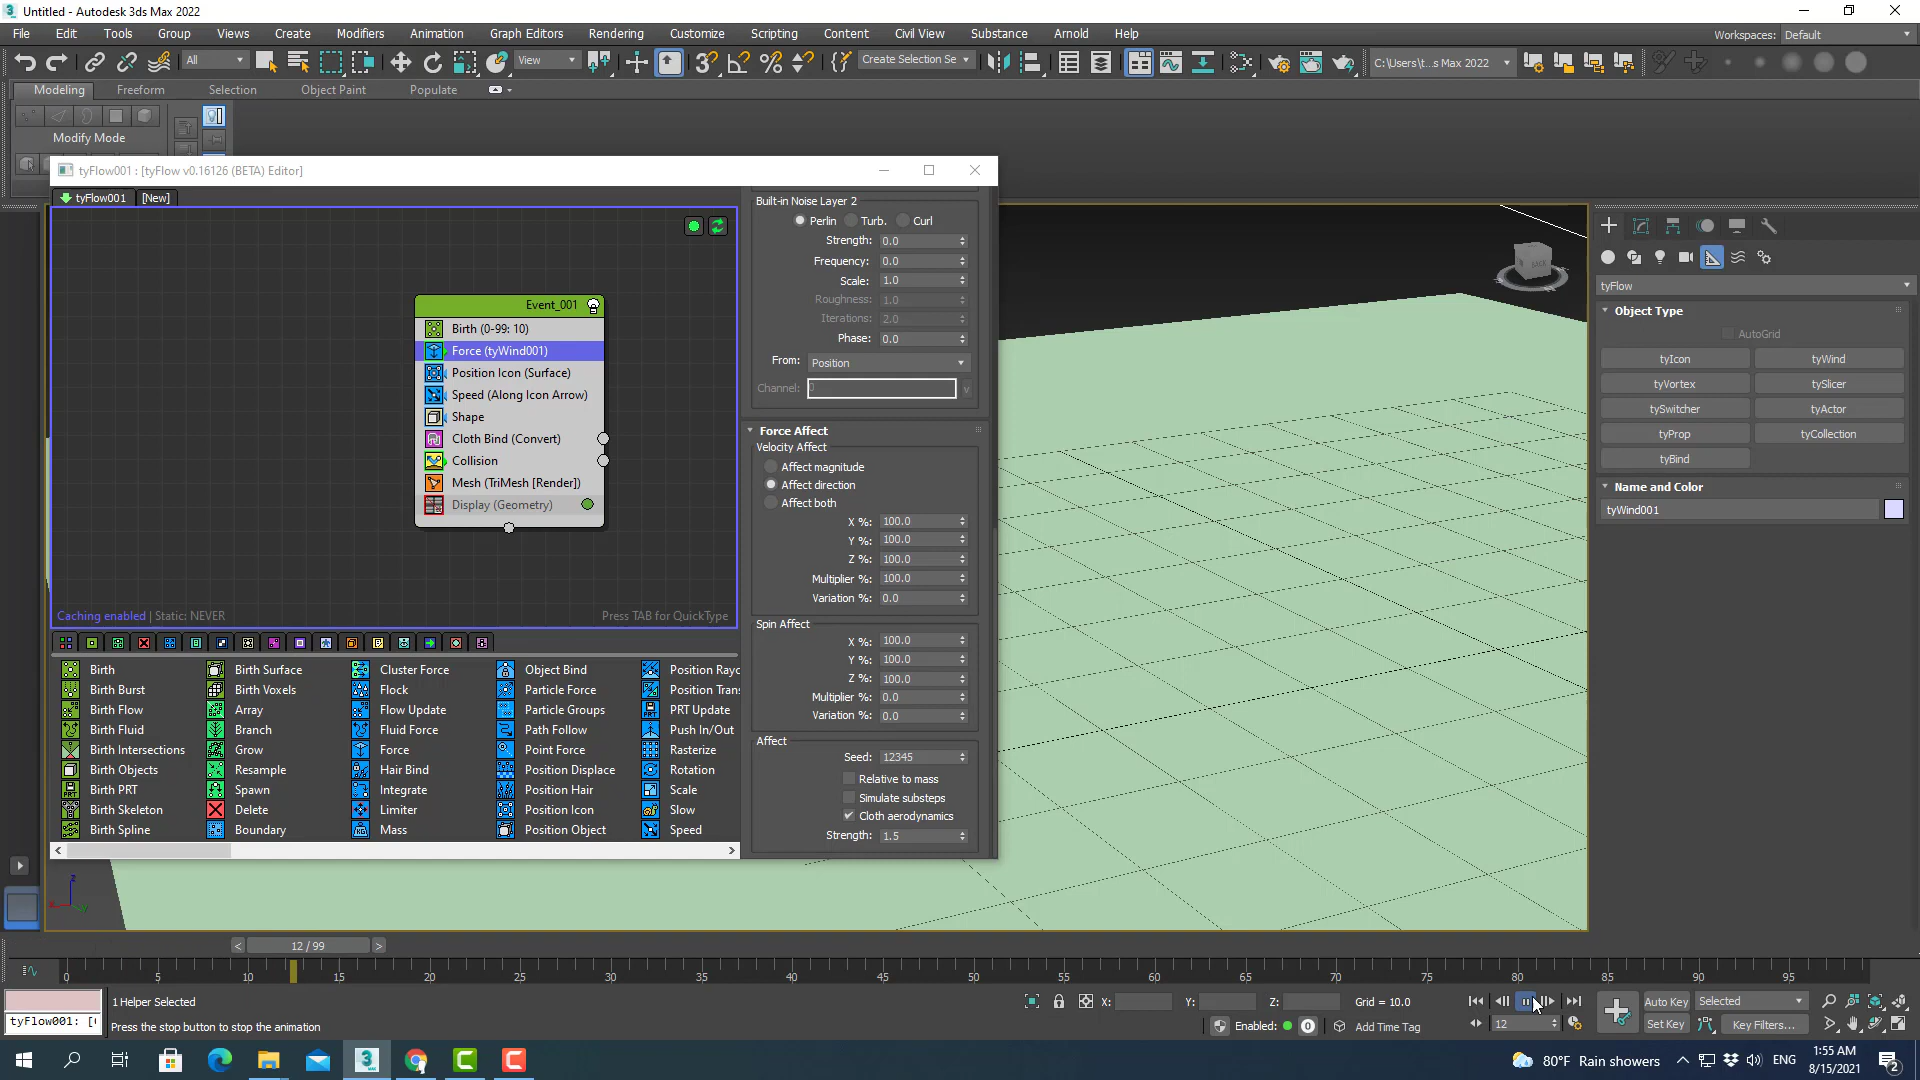 Untitled - Autodesk 3ds Max 2022
File Edit Tools Group Views Create Modifiers Animation Graph Editors Rendering Customize Scripting Content Civil View Substance Arnold Help
Workspaces: Default
All View Create Selection Se C:\Users\t...s Max 2022
Modeling Freeform Selection Object Paint Populate
Modify Mode
tyFlow001 : [tyFlow v0.16126 (BETA) Editor]
tyFlow001 [New]
Event_001
Birth (0-99: 10)
Force (tyWind001)
Position Icon (Surface)
Speed (Along Icon Arrow)
Shape
Cloth Bind (Convert)
Collision
Mesh (TriMesh [Render])
Display (Geometry)
Caching enabled | Static: NEVER
Press TAB for QuickType
Birth Birth Surface Cluster Force Object Bind Position Rayc
Birth Burst Birth Voxels Flock Particle Force Position Trans
Birth Flow Array Flow Update Particle Groups PRT Update
Birth Fluid Branch Fluid Force Path Follow Push In/Out
Birth Intersections Grow Force Point Force Rasterize
Birth Objects Resample Hair Bind Position Displace Rotation
Birth PRT Spawn Integrate Position Hair Scale
Birth Skeleton Delete Limiter Position Icon Slow
Birth Spline Boundary Mass Position Object Speed
Built-in Noise Layer 2
Perlin Turb. Curl
Strength: 0.0
Frequency: 0.0
Scale: 1.0
Roughness: 1.0
Iterations: 2.0
Phase: 0.0
From: Position
Channel: 0 v
Force Affect
Velocity Affect
Affect magnitude
Affect direction
Affect both
X %: 100.0
Y %: 100.0
Z %: 100.0
Multiplier %: 100.0
Variation %: 0.0
Spin Affect
X %: 100.0
Y %: 100.0
Z %: 100.0
Multiplier %: 0.0
Variation %: 0.0
Affect
Seed: 12345
Relative to mass
Simulate substeps
Cloth aerodynamics
Strength: 1.5
BACK
tyFlow
Object Type
AutoGrid
tyIcon tyWind
tyVortex tySlicer
tySwitcher tyActor
tyProp tyCollection
tyBind
Name and Color
tyWind001
z
x y
< 12 / 99 >
0 5 10 15 20 25 30 35 40 45 50 55 60 65 70 75 80 85 90 95
1 Helper Selected
X: Y: Z: Grid = 10.0
Auto Key Selected
tyFlow001: [(
Press the stop button to stop the animation
Enabled: 0 Add Time Tag
12
Set Key Key Filters...
80°F Rain showers ENG
1:55 AM
8/15/2021
2